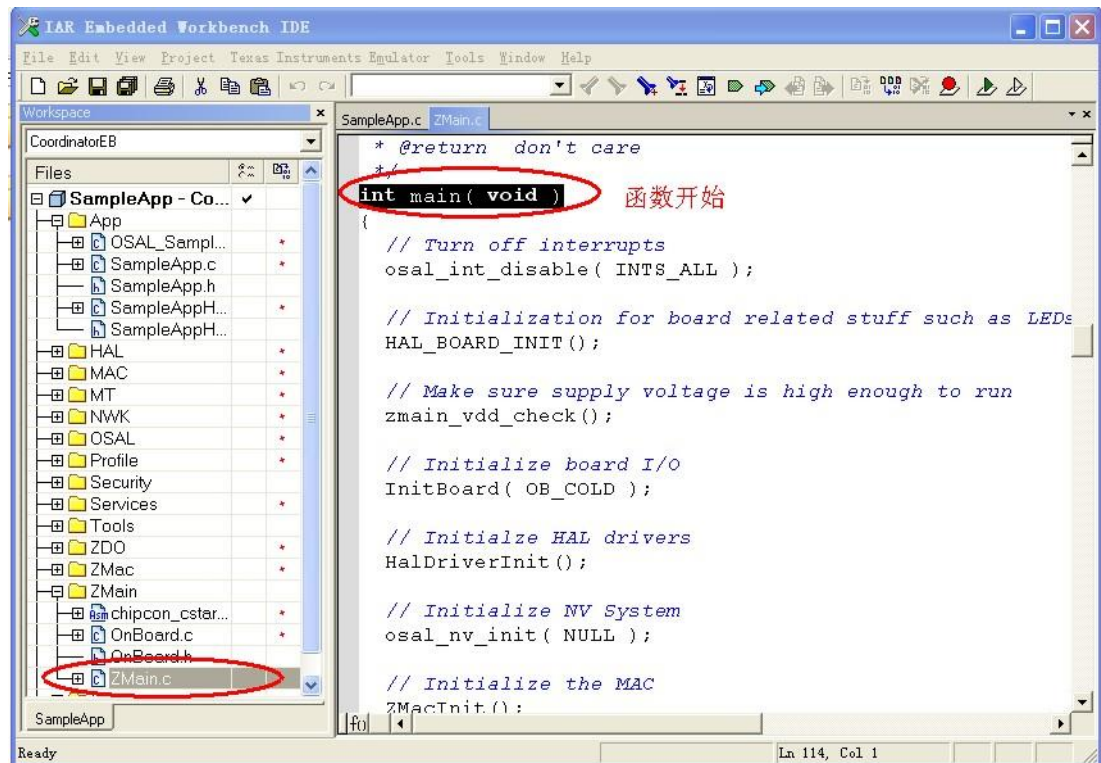 IAR Embedded Workbench IDE
File Edit View Project Texas Instruments Emulator Tools Window Help
Workspace
CoordinatorEB
Files
SampleApp - Co...
App
OSAL_Sampl...
SampleApp.c
SampleApp.h
SampleAppH...
SampleAppH...
HAL
MAC
MT
NWK
OSAL
Profile
Security
Services
Tools
ZDO
ZMac
ZMain
chipcon_cstar...
OnBoard.c
OnBoard.h
ZMain.c
SampleApp
SampleApp.c ZMain.c
* @return don't care
*/
int main( void ) 函数开始
{
// Turn off interrupts
osal_int_disable( INTS_ALL );
// Initialization for board related stuff such as LEDs
HAL_BOARD_INIT();
// Make sure supply voltage is high enough to run
zmain_vdd_check();
// Initialize board I/O
InitBoard( OB_COLD );
// Initialze HAL drivers
HalDriverInit();
// Initialize NV System
osal_nv_init( NULL );
// Initialize the MAC
ZMacInit();
Ready
Ln 114, Col 1